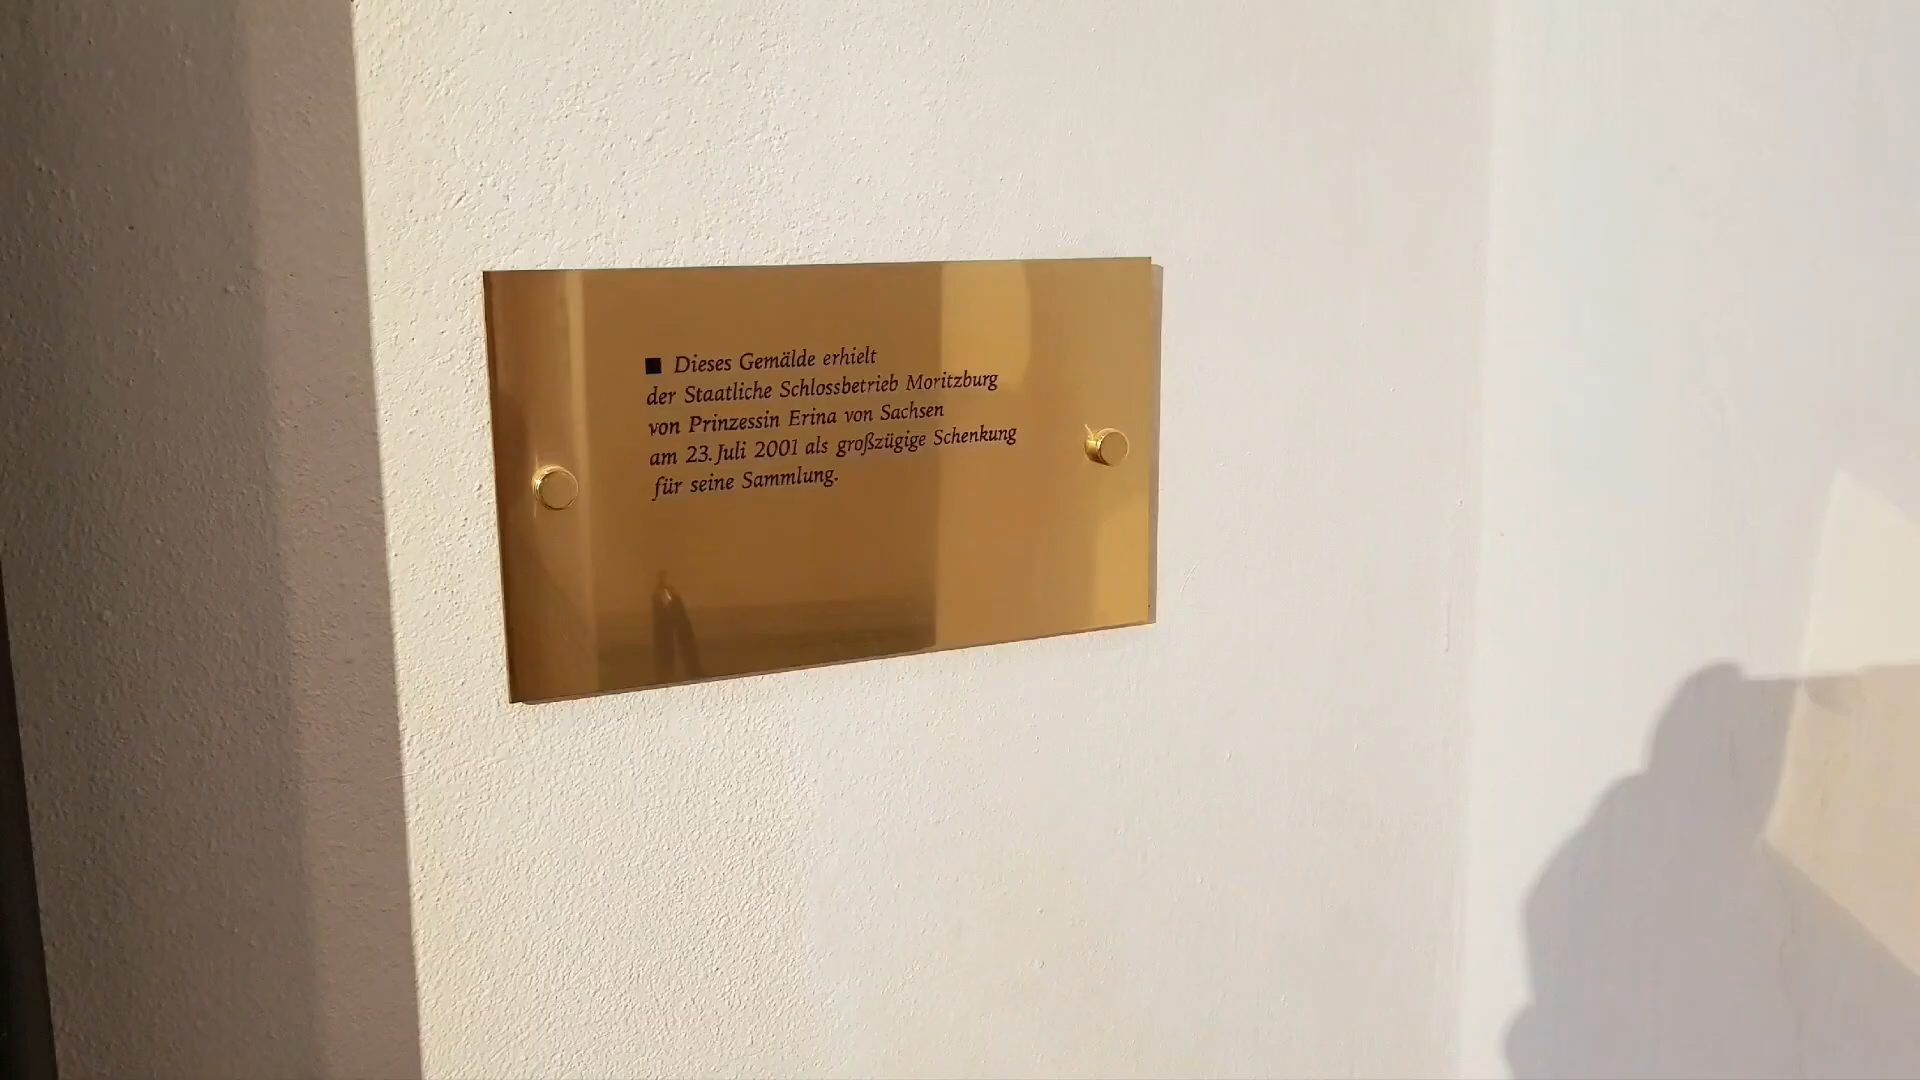 ■ Dieses Gemälde erhielt
der Staatliche Schlossbetrieb Moritzburg
von Prinzessin Erina von Sachsen
am 23. Juli 2001 als großzügige Schenkung
für seine Sammlung.